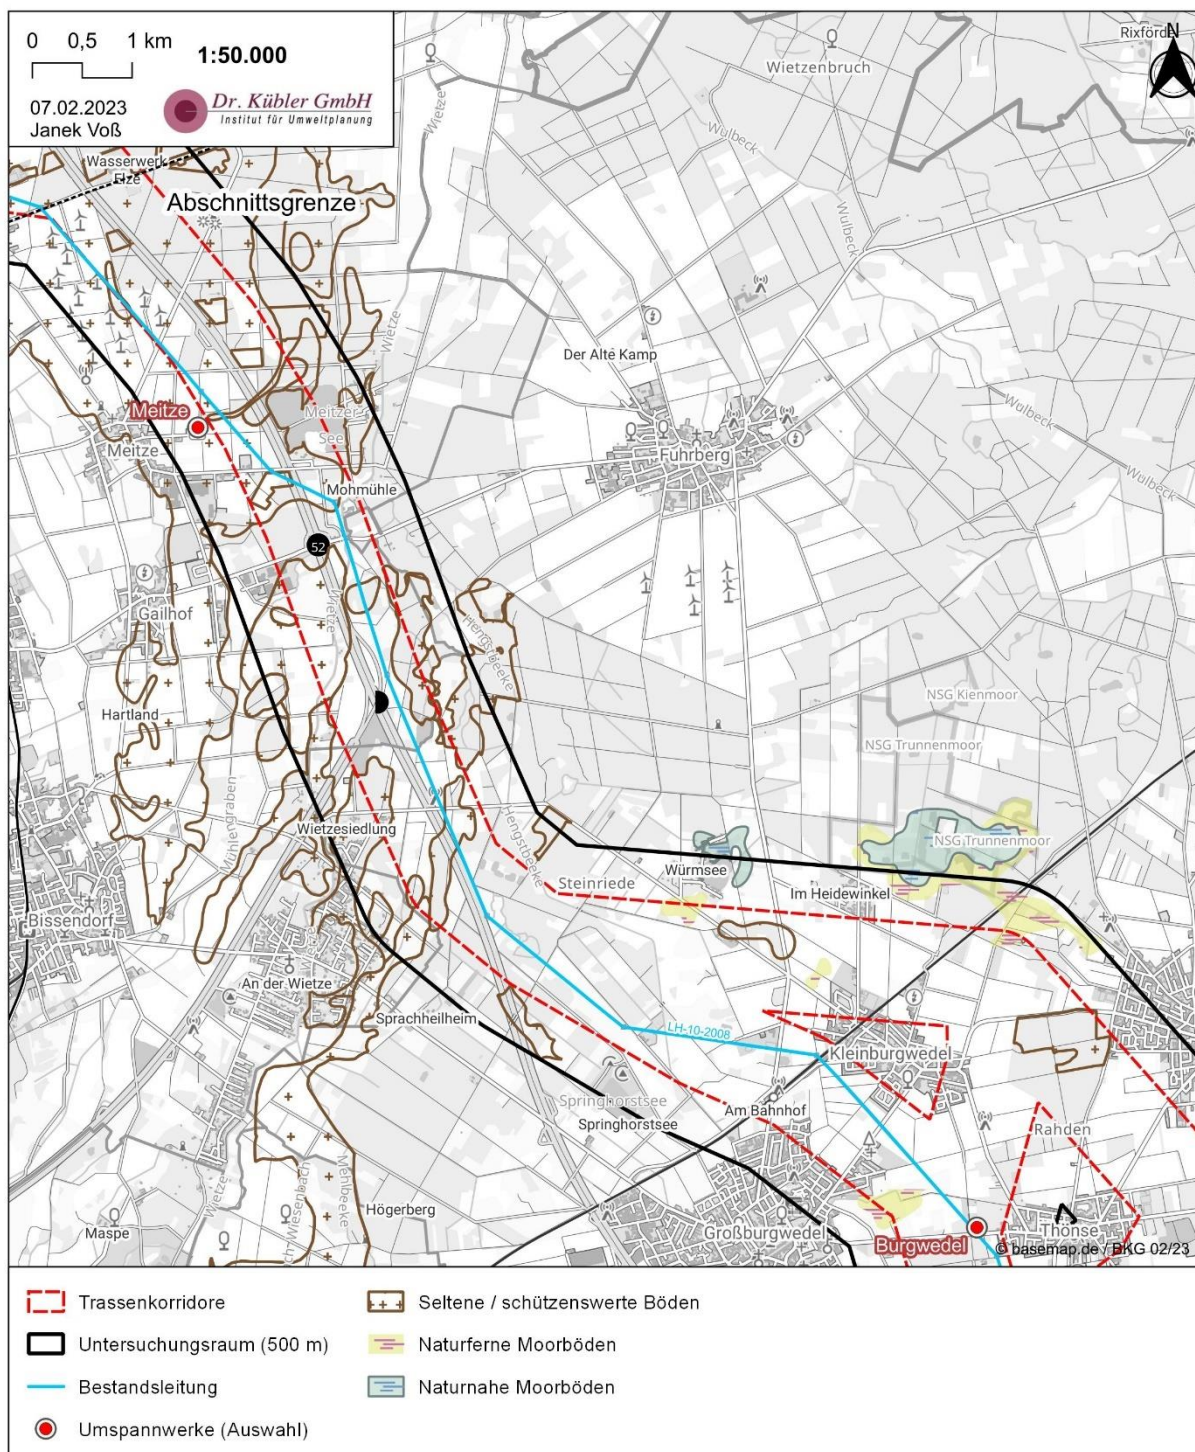 0 0,5 1 km
1:50.000
07.02.2023
Janek Voß
Dr. Kübler GmbH
Institut für Umweltplanung
N
Rixförde
Wietzenbruch
Wietze
Wulbeck
Wasserwerk
Elze
Abschnittsgrenze
Wulbeck
Wietze
Der Alte Kamp
Meitze
Meitzer
See
Wulbeck
Meitze
Fuhrberg
Wulbeck
Mohmühle
52
Gailhof
Wietze
Hengstbeeke
NSG Kienmoor
Hartland
NSG Trunnenmoor
Mühlengraben
Wietzesiedlung
Hengstbeeke
NSG Trunnenmoor
Würmsee
Steinriede
Im Heidewinkel
Bissendorf
An der Wietze
Sprachheilheim
LH-10-2008
Kleinburgwedel
Springhorstsee
Am Bahnhof
Springhorstsee
Rahden
Wietze
Wiesenbach
Mehlbeeke
Högerberg
Maspe
Großburgwedel
Burgwedel
Thönse
© basemap.de / BKG 02/23
Trassenkorridore
Seltene / schützenswerte Böden
Untersuchungsraum (500 m)
Naturferne Moorböden
Bestandsleitung
Naturnahe Moorböden
Umspannwerke (Auswahl)